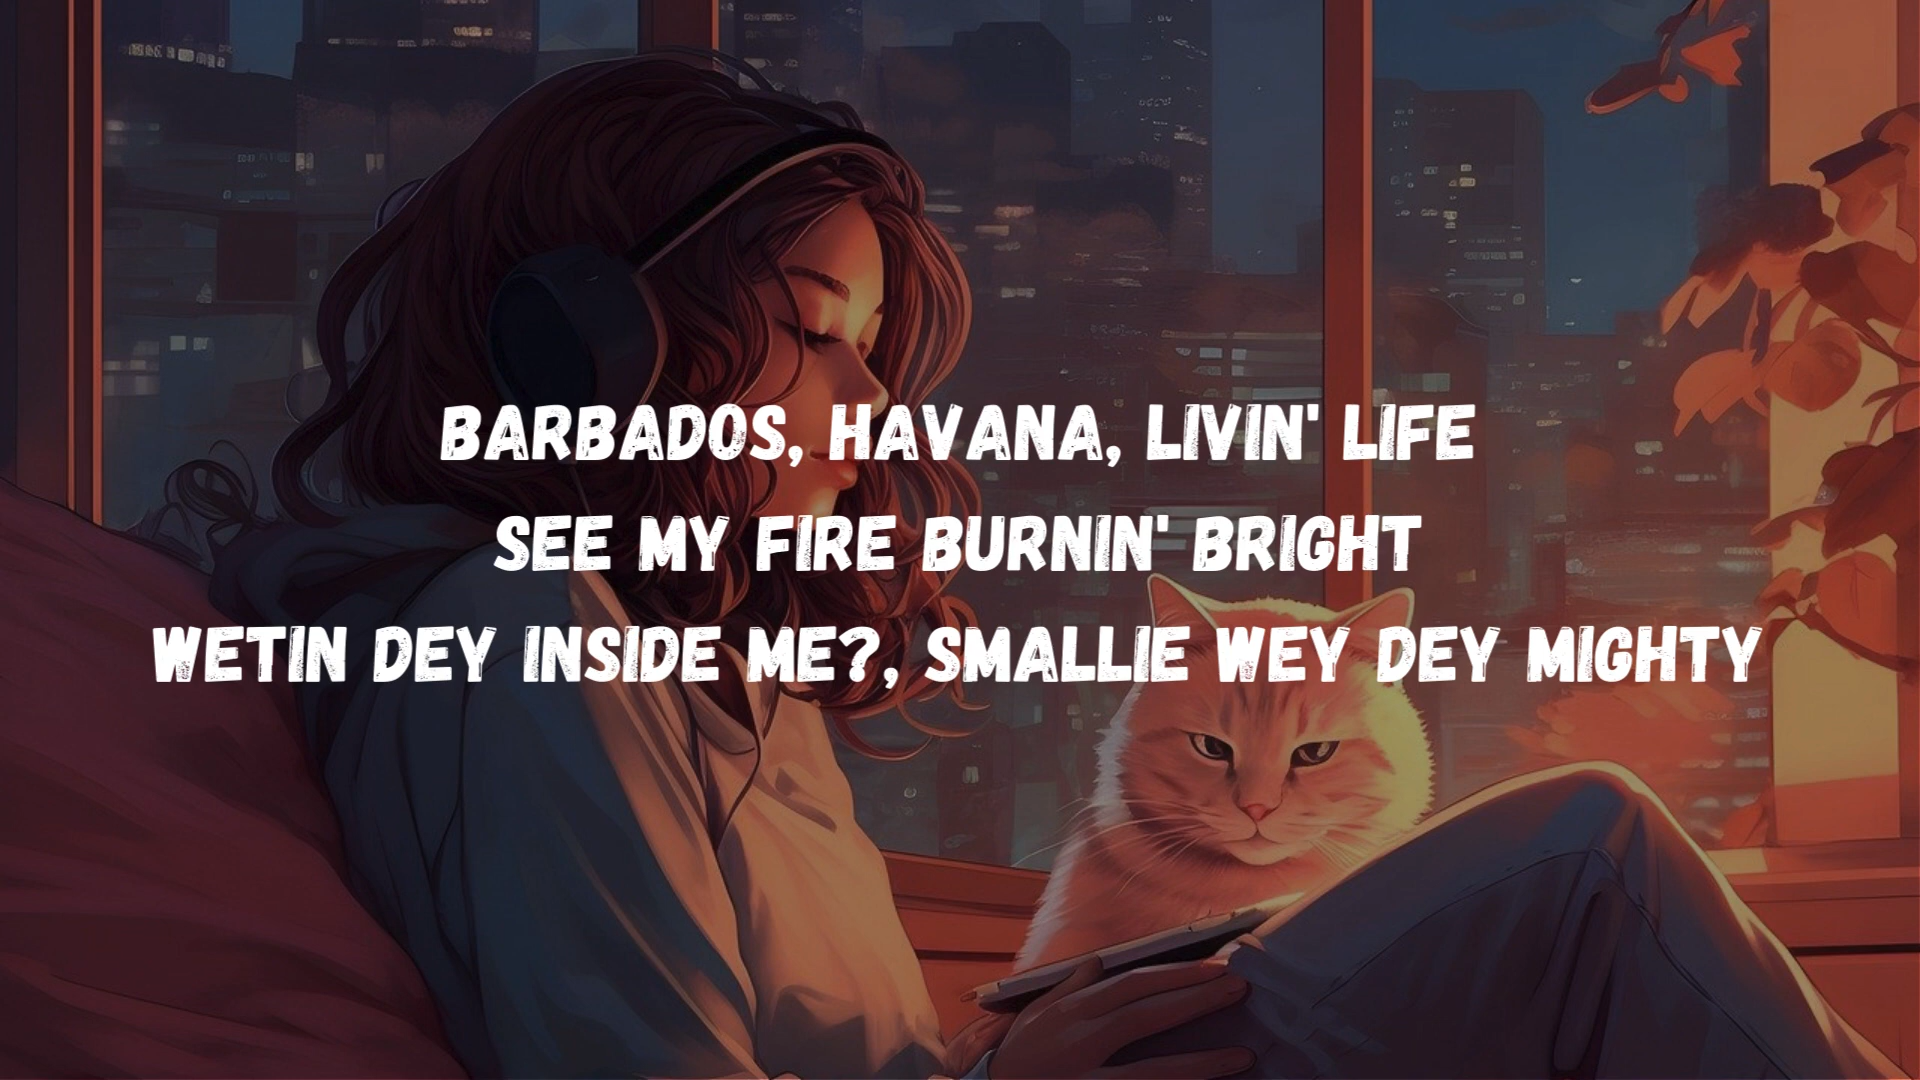 BARBADOS, HAVANA, LIVIN' LIFE
SEE MY FIRE BURNIN' BRIGHT
WETIN DEY INSIDE ME?, SMALLIE WEY DEY MIGHTY